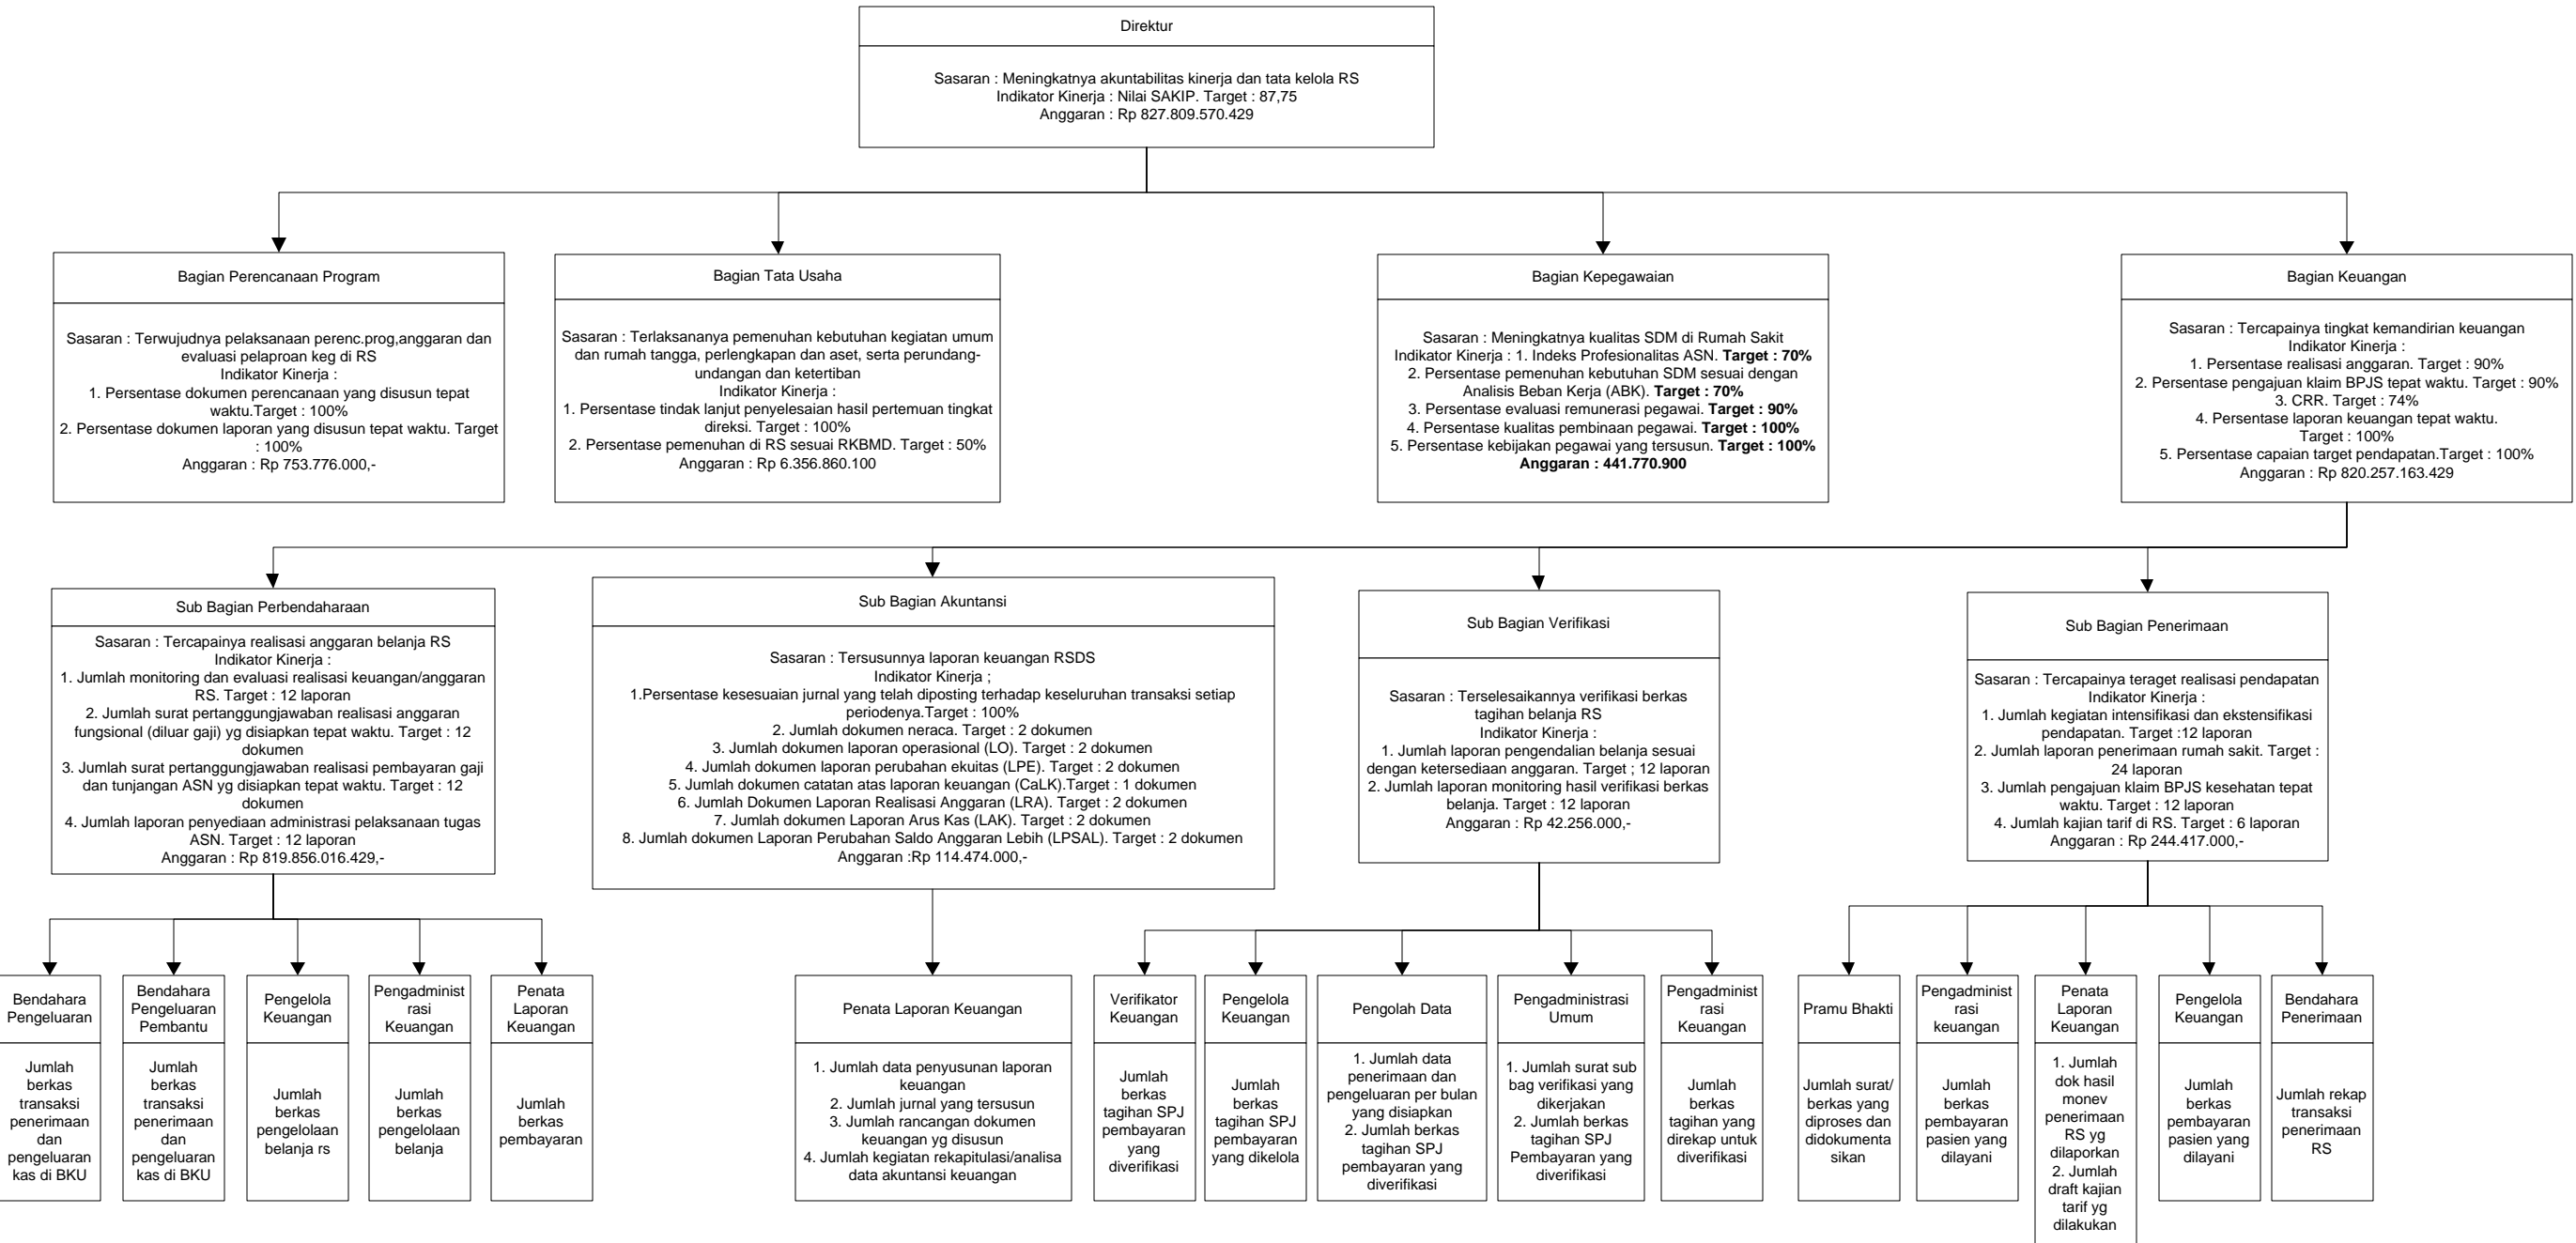 Direktur
Sasaran : Meningkatnya akuntabilitas kinerja dan tata kelola RS
Indikator Kinerja : Nilai SAKIP. Target : 87,75
Anggaran : Rp 827.809.570.429
Bagian Perencanaan Program
Sasaran : Terwujudnya pelaksanaan perenc.prog,anggaran dan
evaluasi pelaproan keg di RS
Indikator Kinerja :
1. Persentase dokumen perencanaan yang disusun tepat
waktu.Target : 100%
2. Persentase dokumen laporan yang disusun tepat waktu. Target
: 100%
Anggaran : Rp 753.776.000,-
Bagian Tata Usaha
Sasaran : Terlaksananya pemenuhan kebutuhan kegiatan umum
dan rumah tangga, perlengkapan dan aset, serta perundang-
undangan dan ketertiban
Indikator Kinerja :
1. Persentase tindak lanjut penyelesaian hasil pertemuan tingkat
direksi. Target : 100%
2. Persentase pemenuhan di RS sesuai RKBMD. Target : 50%
Anggaran : Rp 6.356.860.100
Bagian Kepegawaian
Sasaran : Meningkatnya kualitas SDM di Rumah Sakit
Indikator Kinerja : 1. Indeks Profesionalitas ASN. Target : 70%
2. Persentase pemenuhan kebutuhan SDM sesuai dengan
Analisis Beban Kerja (ABK). Target : 70%
3. Persentase evaluasi remunerasi pegawai. Target : 90%
4. Persentase kualitas pembinaan pegawai. Target : 100%
5. Persentase kebijakan pegawai yang tersusun. Target : 100%
Anggaran : 441.770.900
Bagian Keuangan
Sasaran : Tercapainya tingkat kemandirian keuangan
Indikator Kinerja :
1. Persentase realisasi anggaran. Target : 90%
2. Persentase pengajuan klaim BPJS tepat waktu. Target : 90%
3. CRR. Target : 74%
4. Persentase laporan keuangan tepat waktu.
Target : 100%
5. Persentase capaian target pendapatan.Target : 100%
Anggaran : Rp 820.257.163.429
Sub Bagian Perbendaharaan
Sasaran : Tercapainya realisasi anggaran belanja RS
Indikator Kinerja :
1. Jumlah monitoring dan evaluasi realisasi keuangan/anggaran
RS. Target : 12 laporan
2. Jumlah surat pertanggungjawaban realisasi anggaran
fungsional (diluar gaji) yg disiapkan tepat waktu. Target : 12
dokumen
3. Jumlah surat pertanggungjawaban realisasi pembayaran gaji
dan tunjangan ASN yg disiapkan tepat waktu. Target : 12
dokumen
4. Jumlah laporan penyediaan administrasi pelaksanaan tugas
ASN. Target : 12 laporan
Anggaran : Rp 819.856.016.429,-
Sub Bagian Akuntansi
Sasaran : Tersusunnya laporan keuangan RSDS
Indikator Kinerja ;
1.Persentase kesesuaian jurnal yang telah diposting terhadap keseluruhan transaksi setiap
periodenya.Target : 100%
2. Jumlah dokumen neraca. Target : 2 dokumen
3. Jumlah dokumen laporan operasional (LO). Target : 2 dokumen
4. Jumlah dokumen laporan perubahan ekuitas (LPE). Target : 2 dokumen
5. Jumlah dokumen catatan atas laporan keuangan (CaLK).Target : 1 dokumen
6. Jumlah Dokumen Laporan Realisasi Anggaran (LRA). Target : 2 dokumen
7. Jumlah dokumen Laporan Arus Kas (LAK). Target : 2 dokumen
8. Jumlah dokumen Laporan Perubahan Saldo Anggaran Lebih (LPSAL). Target : 2 dokumen
Anggaran :Rp 114.474.000,-
Sub Bagian Verifikasi
Sasaran : Terselesaikannya verifikasi berkas
tagihan belanja RS
Indikator Kinerja :
1. Jumlah laporan pengendalian belanja sesuai
dengan ketersediaan anggaran. Target ; 12 laporan
2. Jumlah laporan monitoring hasil verifikasi berkas
belanja. Target : 12 laporan
Anggaran : Rp 42.256.000,-
Sub Bagian Penerimaan
Sasaran : Tercapainya teraget realisasi pendapatan
Indikator Kinerja :
1. Jumlah kegiatan intensifikasi dan ekstensifikasi
pendapatan. Target :12 laporan
2. Jumlah laporan penerimaan rumah sakit. Target :
24 laporan
3. Jumlah pengajuan klaim BPJS kesehatan tepat
waktu. Target : 12 laporan
4. Jumlah kajian tarif di RS. Target : 6 laporan
Anggaran : Rp 244.417.000,-
Bendahara
Pengeluaran
Jumlah
berkas
transaksi
penerimaan
dan
pengeluaran
kas di BKU
Bendahara
Pengeluaran
Pembantu
Jumlah
berkas
transaksi
penerimaan
dan
pengeluaran
kas di BKU
Pengelola
Keuangan
Jumlah
berkas
pengelolaan
belanja rs
Pengadminist
rasi
Keuangan
Jumlah
berkas
pengelolaan
belanja
Penata
Laporan
Keuangan
Jumlah
berkas
pembayaran
Penata Laporan Keuangan
1. Jumlah data penyusunan laporan
keuangan
2. Jumlah jurnal yang tersusun
3. Jumlah rancangan dokumen
keuangan yg disusun
4. Jumlah kegiatan rekapitulasi/analisa
data akuntansi keuangan
Verifikator
Keuangan
Jumlah
berkas
tagihan SPJ
pembayaran
yang
diverifikasi
Pengelola
Keuangan
Jumlah
berkas
tagihan SPJ
pembayaran
yang dikelola
Pengolah Data
1. Jumlah data
penerimaan dan
pengeluaran per bulan
yang disiapkan
2. Jumlah berkas
tagihan SPJ
pembayaran yang
diverifikasi
Pengadministrasi
Umum
1. Jumlah surat sub
bag verifikasi yang
dikerjakan
2. Jumlah berkas
tagihan SPJ
Pembayaran yang
diverifikasi
Pengadminist
rasi
Keuangan
Jumlah
berkas
tagihan yang
direkap untuk
diverifikasi
Pramu Bhakti
Jumlah surat/
berkas yang
diproses dan
didokumenta
sikan
Pengadminist
rasi
keuangan
Jumlah
berkas
pembayaran
pasien yang
dilayani
Penata
Laporan
Keuangan
1. Jumlah
dok hasil
monev
penerimaan
RS yg
dilaporkan
2. Jumlah
draft kajian
tarif yg
dilakukan
Pengelola
Keuangan
Jumlah
berkas
pembayaran
pasien yang
dilayani
Bendahara
Penerimaan
Jumlah rekap
transaksi
penerimaan
RS